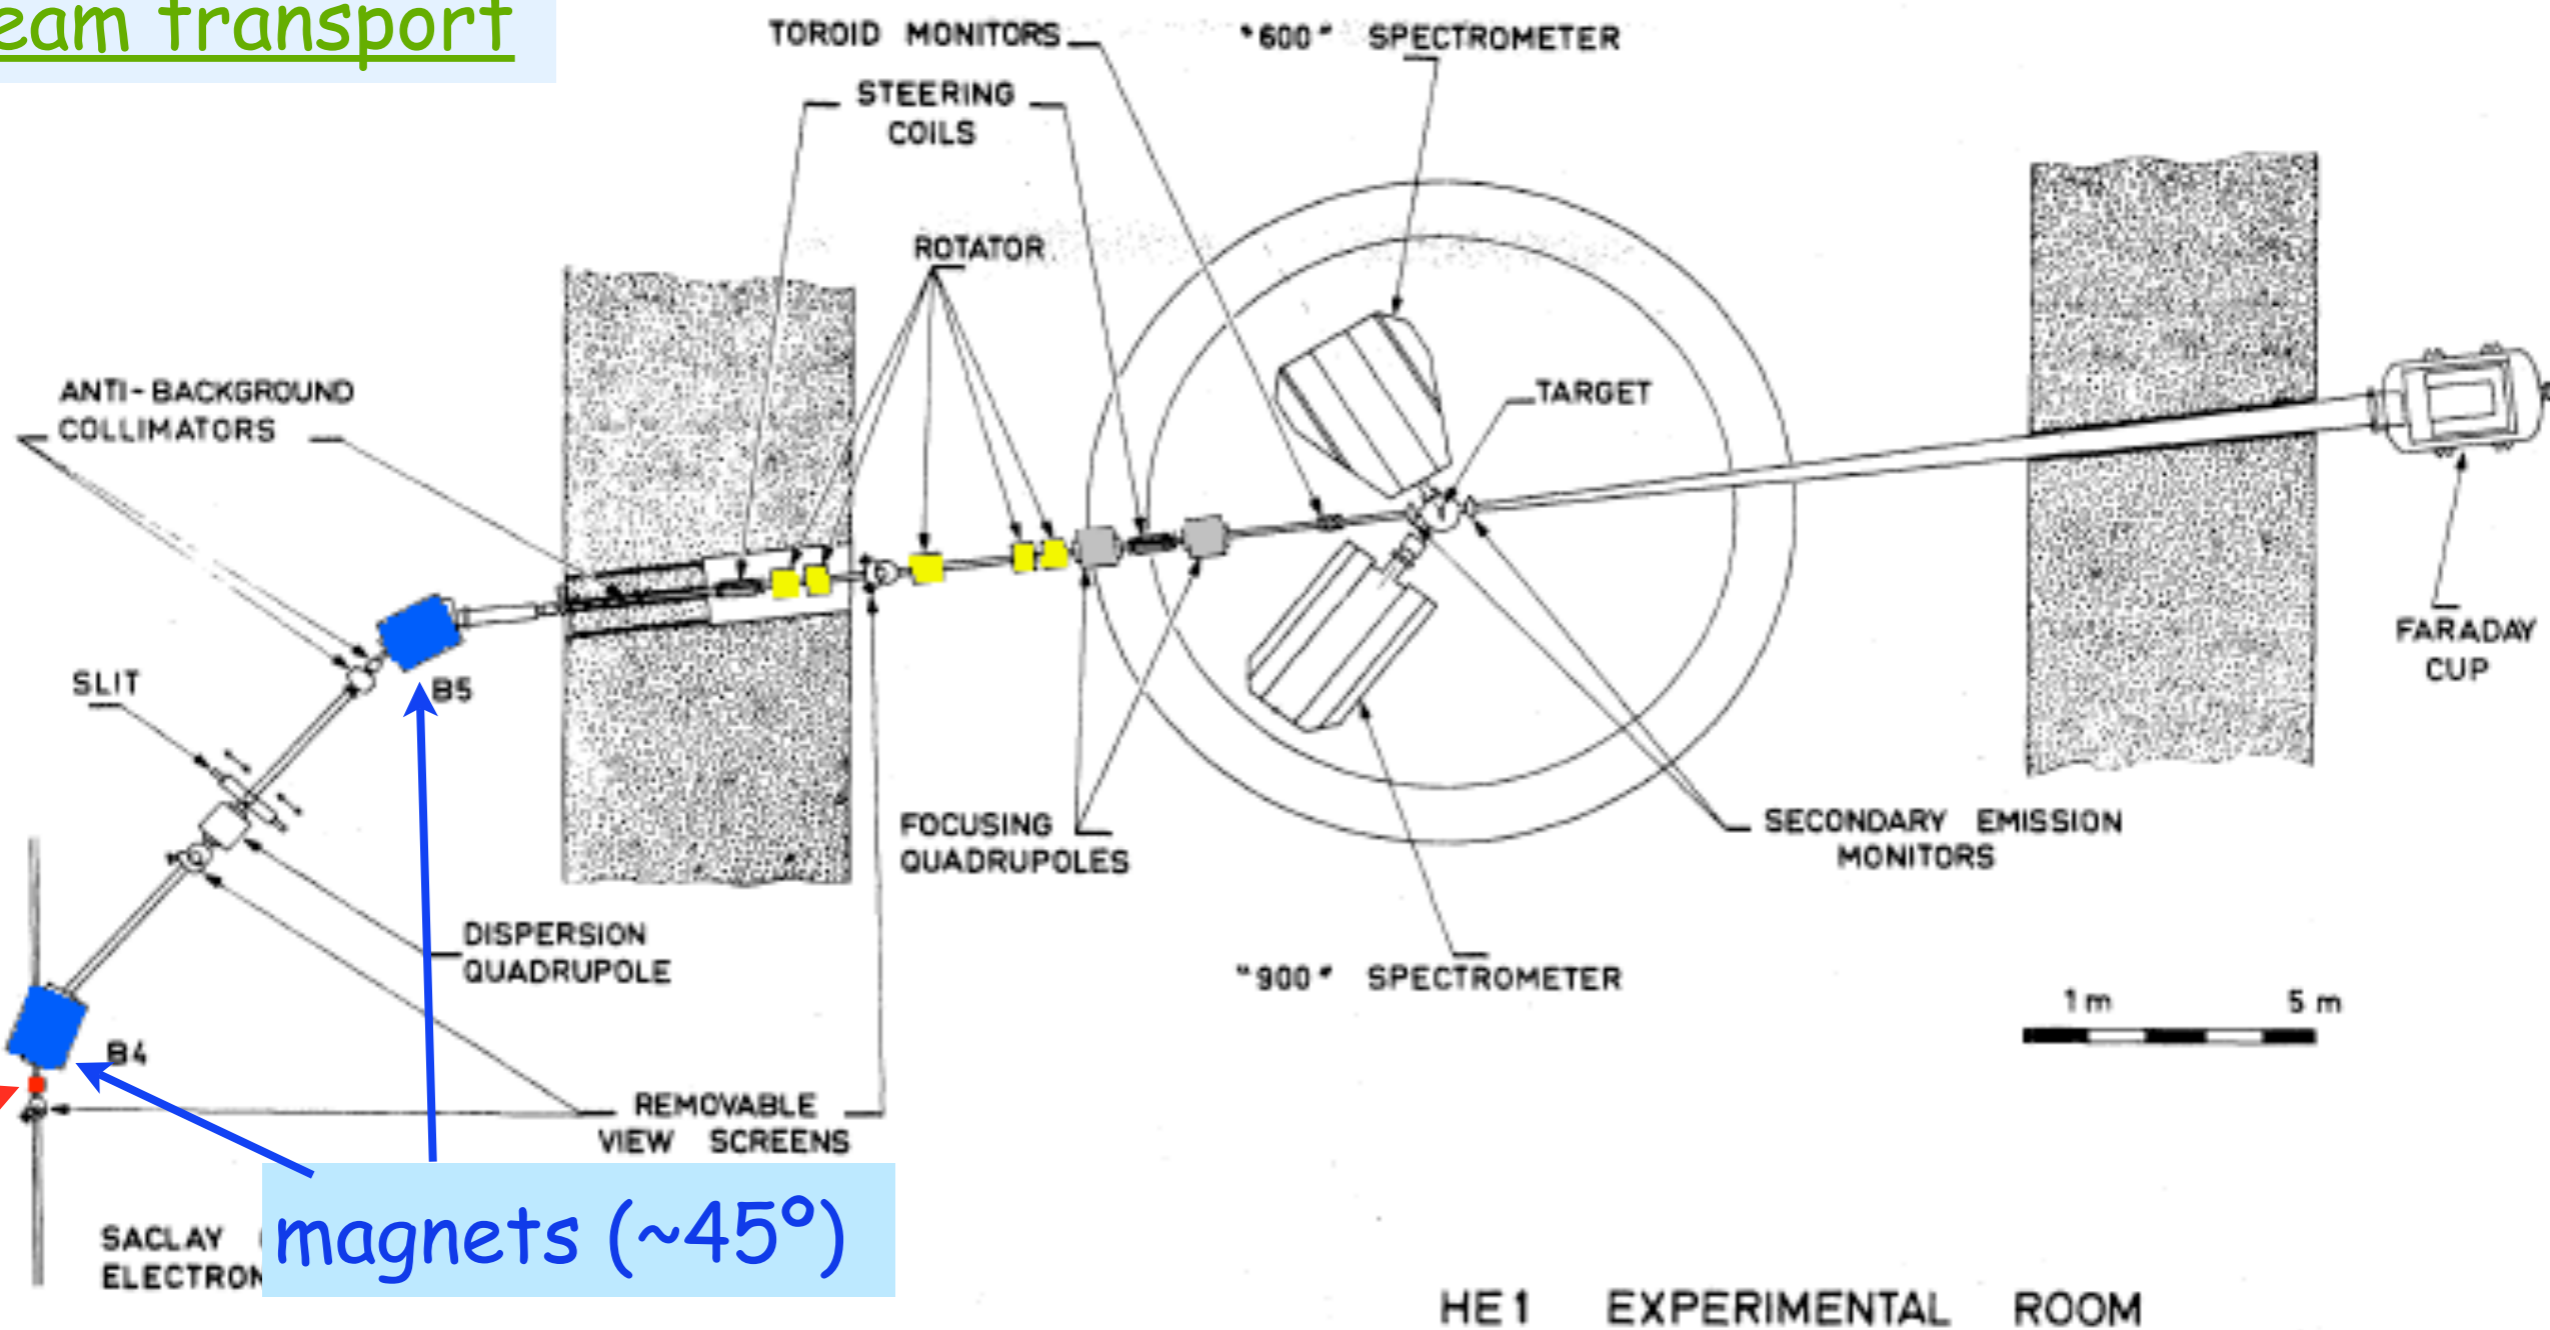 transport
TOROID MONITORS
"600" SPECTROMETER
STEERING
COILS
ROTATOR
ANTI-BACKGROUND
COLLIMATORS
TARGET
SLIT
B5
FARADAY
CUP
FOCUSING
QUADRUPOLES
SECONDARY EMISSION
MONITORS
DISPERSION
QUADRUPOLE
"900" SPECTROMETER
1 m 5 m
B4
REMOVABLE
VIEW SCREENS
magnets (~45°)
SACLAY
ELECTRON
HE1 EXPERIMENTAL ROOM